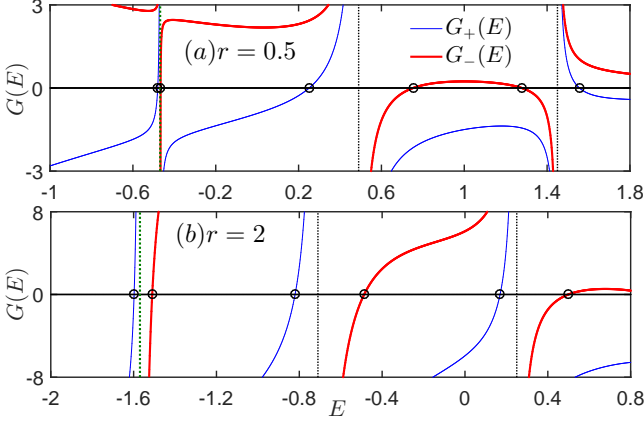 3
0
-3
G(E)
(a)r = 0.5
G+(E)
G−(E)
-1 -0.6 -0.2 0.2 0.6 1 1.4 1.8
8
0
-8
G(E)
(b)r = 2
-2 -1.6 -1.2 -0.8 -0.4 0 0.4 0.8
E